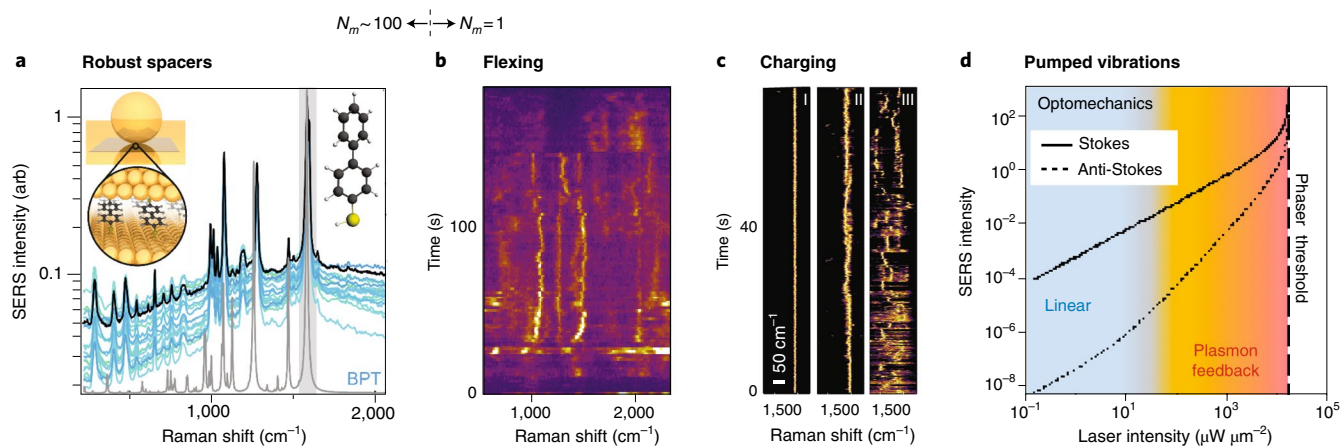 Nm~100 Nm=1
a Robust spacers
SERS intensity (arb)
1
0.1
BPT
1,000
2,000
Raman shift (cm⁻¹)
b Flexing
Time (s)
100
0
1,000
2,000
Raman shift (cm⁻¹)
c Charging
I
II
III
Time (s)
40
0
50 cm⁻¹
1,500
1,500
1,500
Raman shift (cm⁻¹)
d Pumped vibrations
SERS intensity
10²
10⁰
10⁻²
10⁻⁴
10⁻⁶
10⁻⁸
Optomechanics
Stokes
Anti-Stokes
Linear
Plasmon
feedback
Phaser threshold
10⁻¹
10¹
10³
10⁵
Laser intensity (μW μm⁻²)